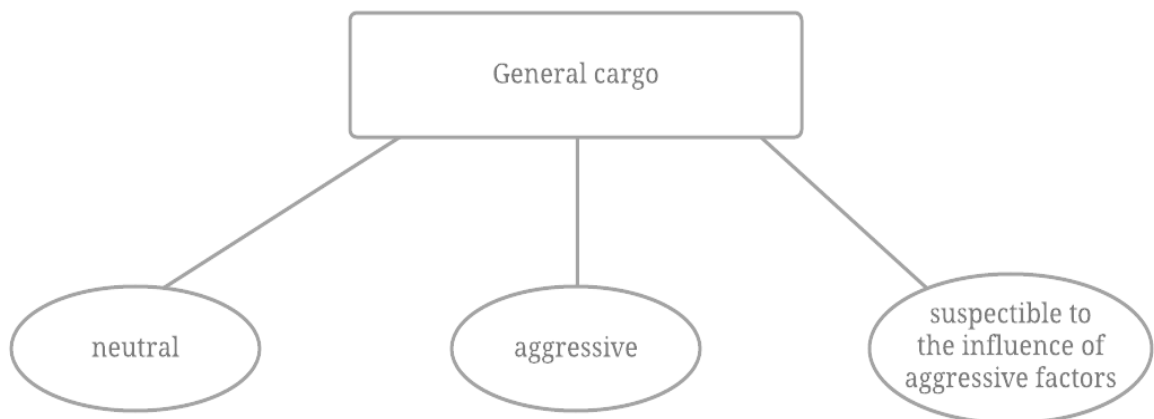 General cargo
neutral
aggressive
suspectible to
the influence of
aggressive factors